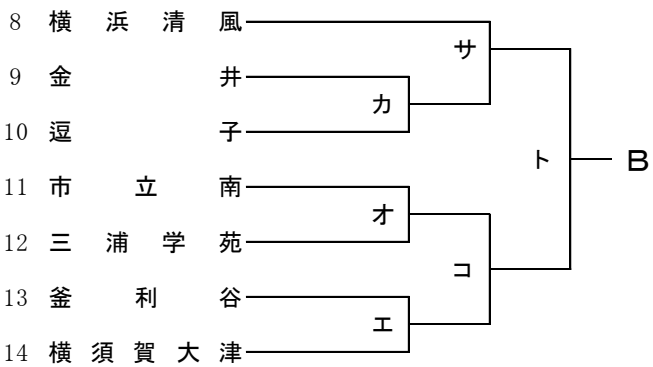 8 横浜清風
サ
9 金井
カ
10 逗子
ト B
11 市立南
オ
12 三浦学苑
コ
13 釜利谷
エ
14 横須賀大津